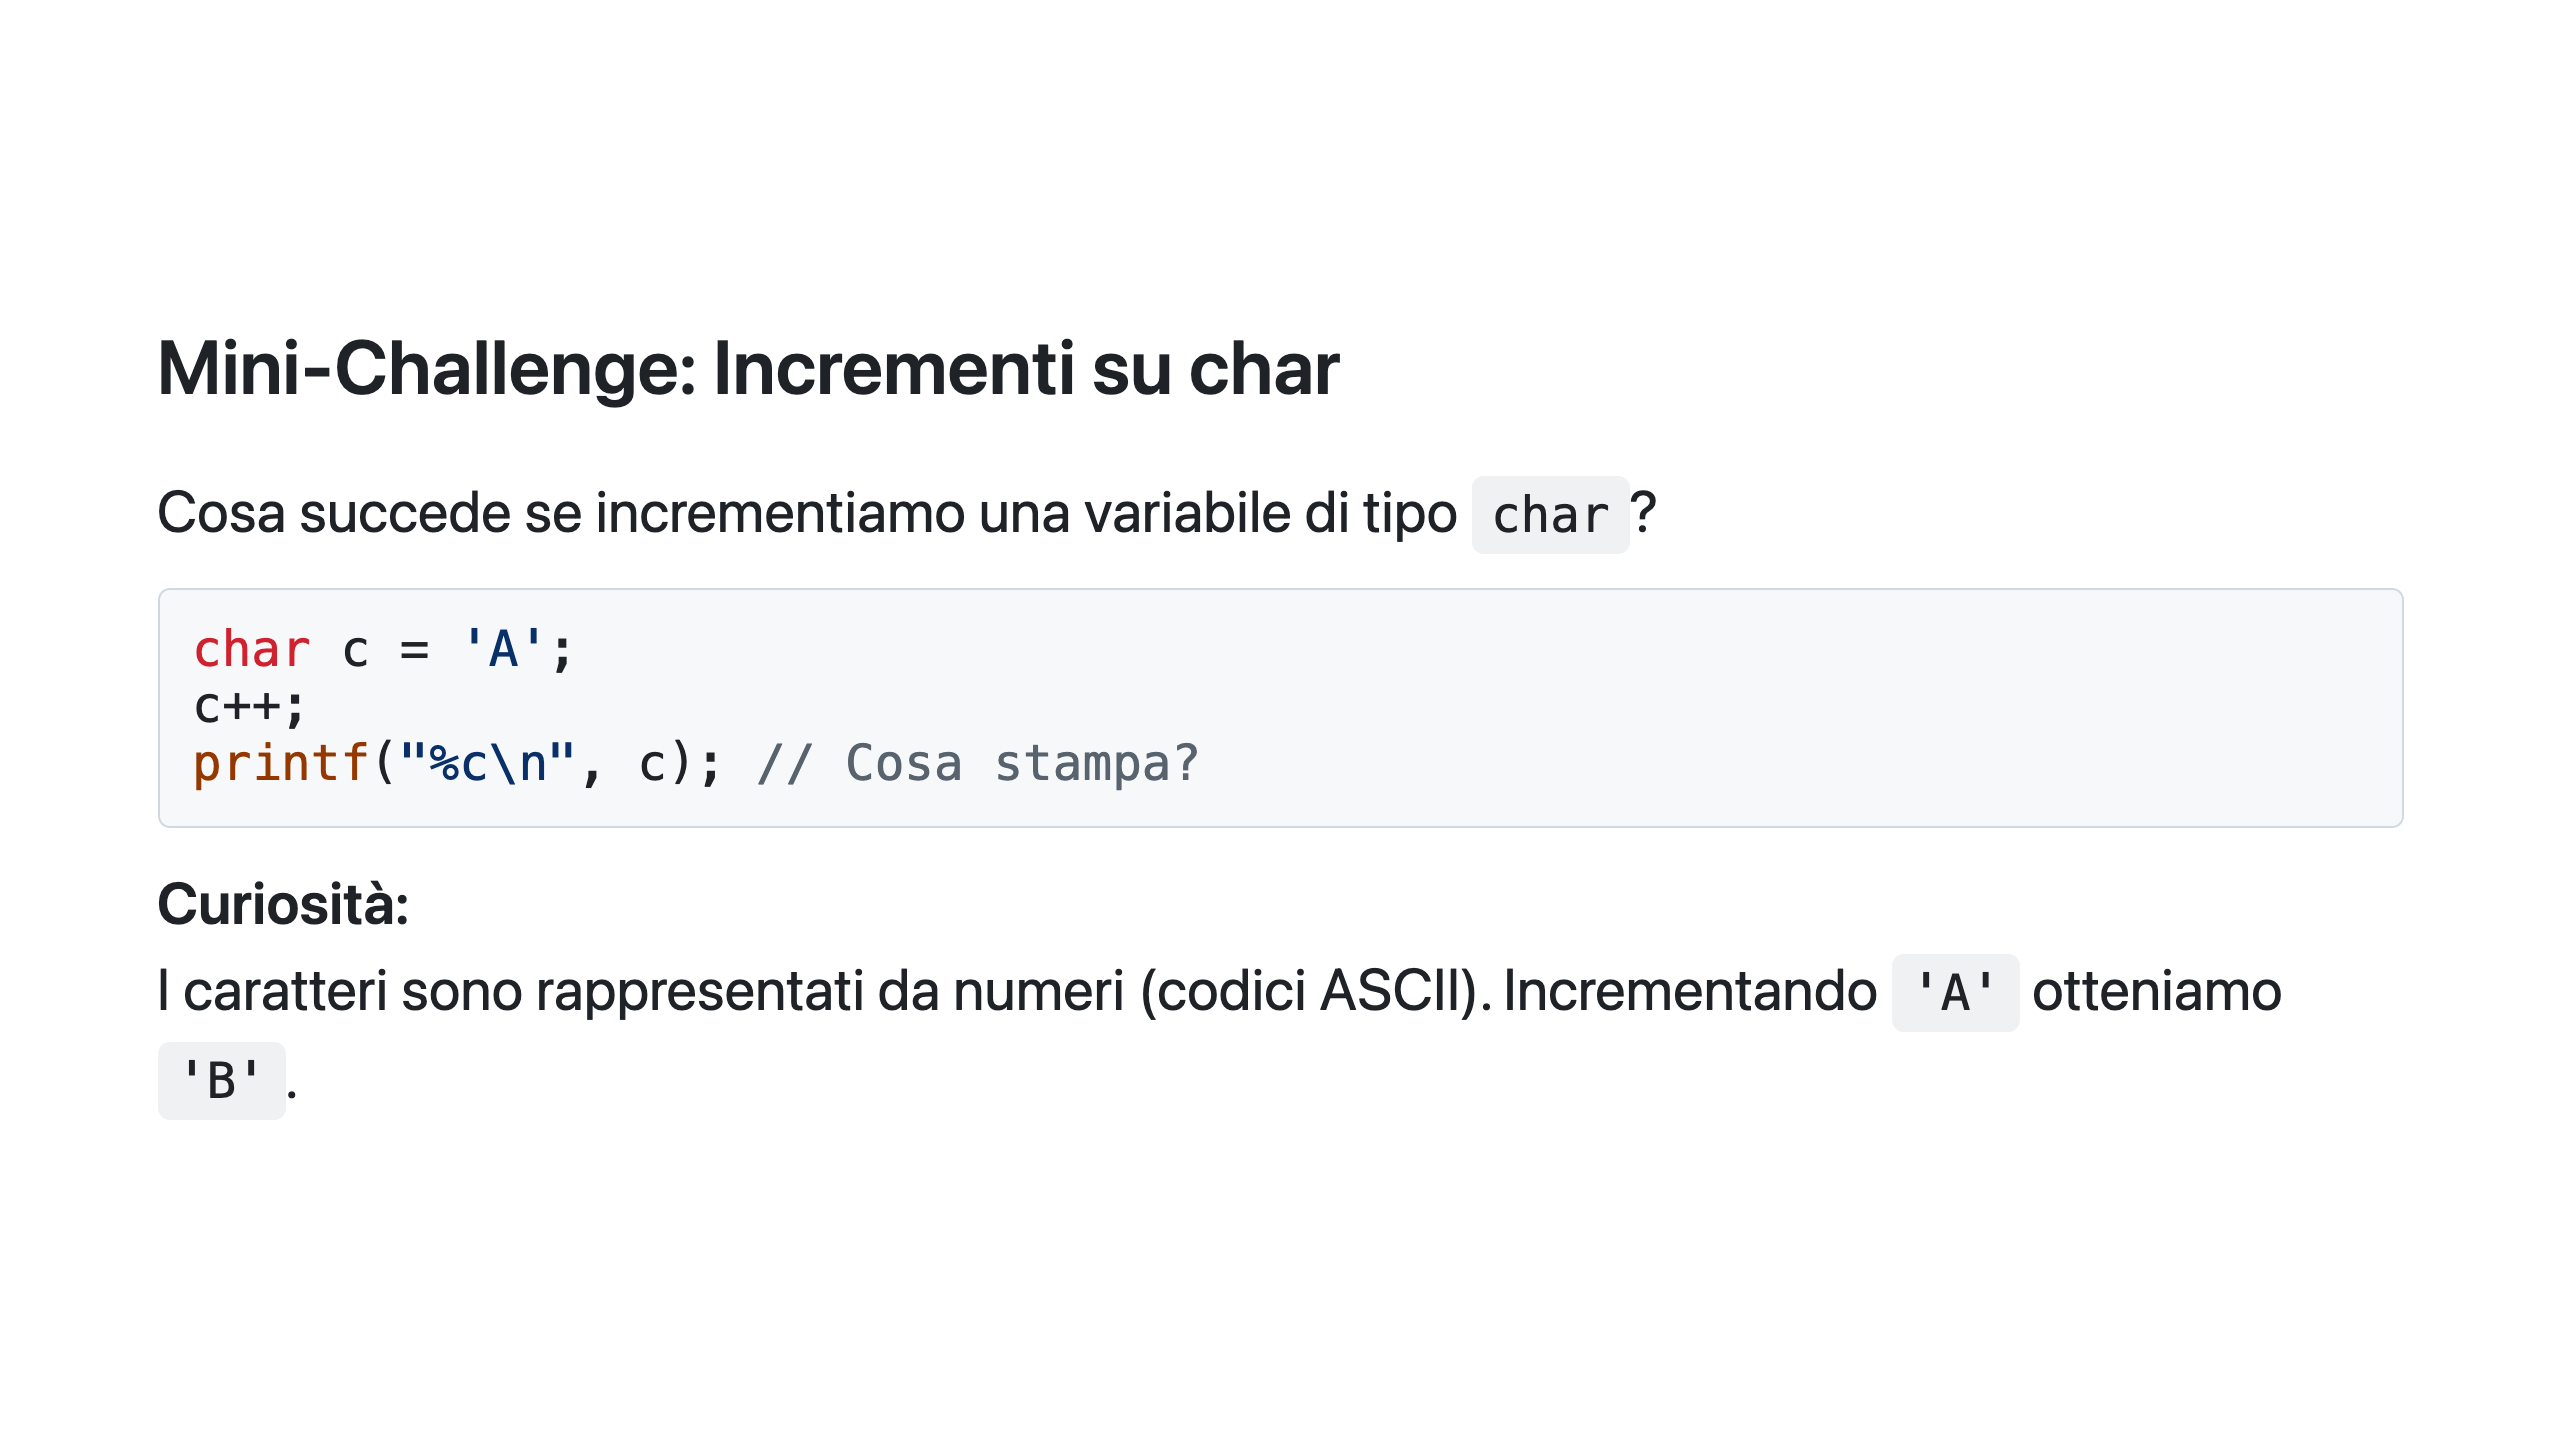 Mini-Challenge: Incrementi su char
Cosa succede se incrementiamo una variabile di tipo char?
char c = 'A';
c++;
printf("%c\n", c); // Cosa stampa?
Curiosità:
I caratteri sono rappresentati da numeri (codici ASCII). Incrementando 'A' otteniamo
'B'.